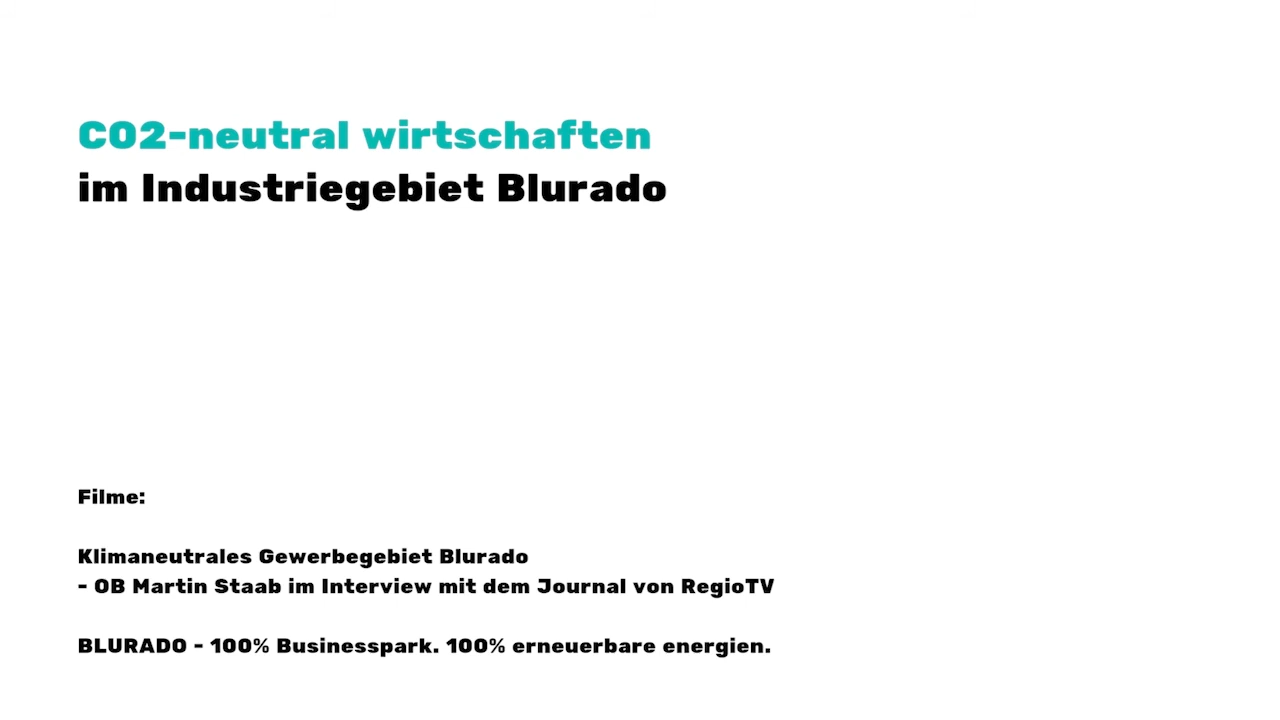 CO2-neutral wirtschaften
im Industriegebiet Blurado
Filme:
Klimaneutrales Gewerbegebiet Blurado
- OB Martin Staab im Interview mit dem Journal von RegioTV
BLURADO - 100% Businesspark. 100% erneuerbare energien.